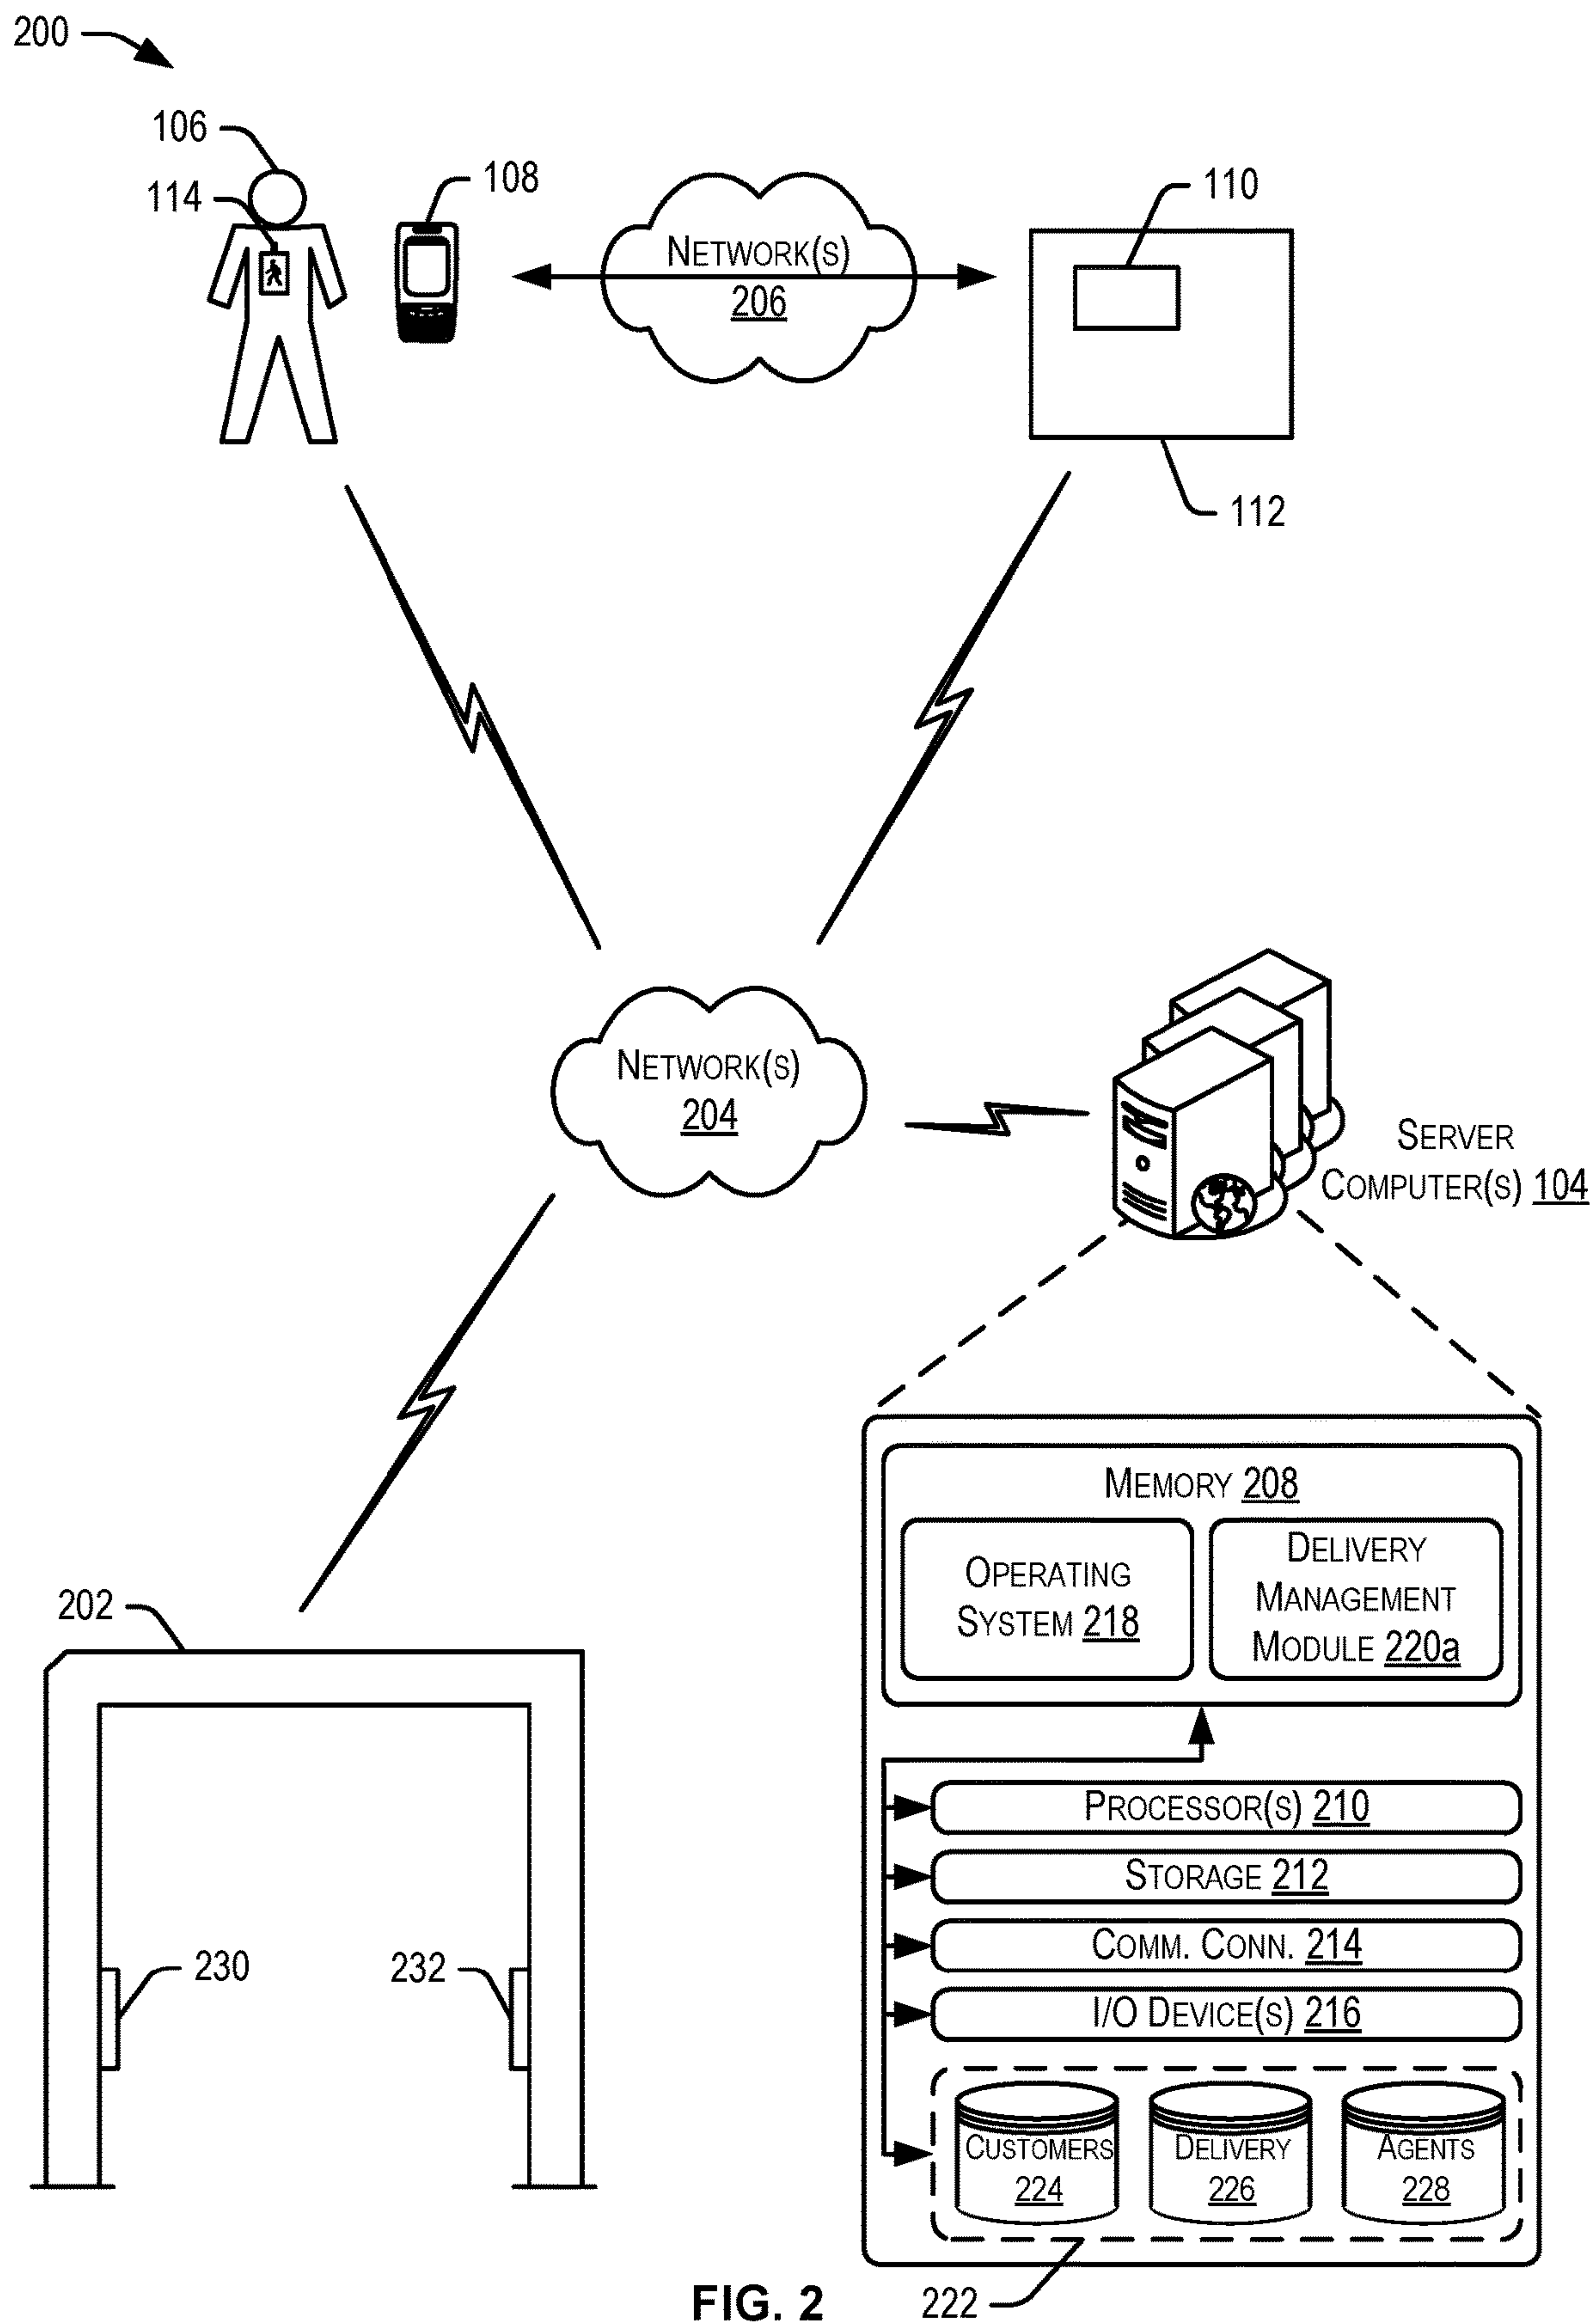 200
106
114
108
NETWORK(S)
206
110
112
NETWORK(S)
204
SERVER
COMPUTER(S) 104
MEMORY 208
OPERATING
SYSTEM 218
DELIVERY
MANAGEMENT
MODULE 220a
202
PROCESSOR(S) 210
STORAGE 212
COMM. CONN. 214
I/O DEVICE(S) 216
230
232
CUSTOMERS
224
DELIVERY
226
AGENTS
228
222
FIG. 2